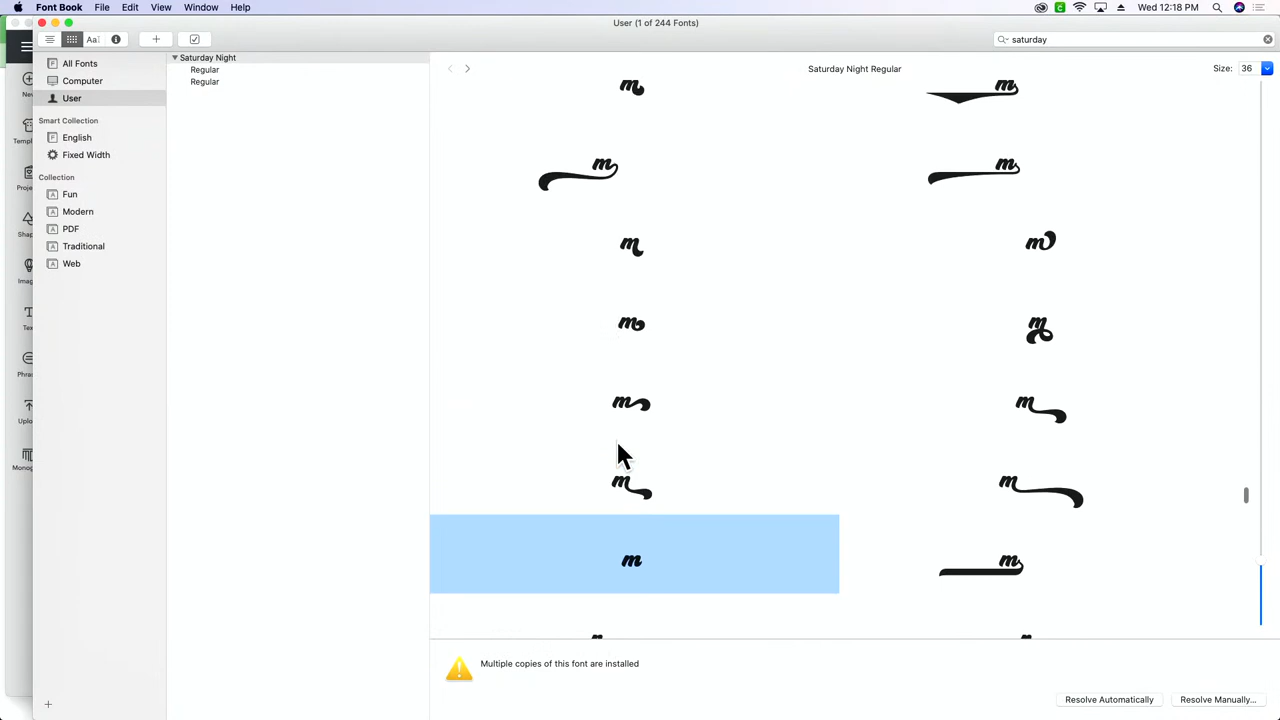 Font Book File Edit View Window Help Wed 12:18 PM
User (1 of 244 Fonts)
saturday
All Fonts
Computer
User
Smart Collection
English
Fixed Width
Collection
Fun
Modern
PDF
Traditional
Web
Saturday Night
Regular
Regular
Saturday Night Regular
Size: 36
m m
m m
m m
m m
m m
m m
m m
Multiple copies of this font are installed
Resolve Automatically Resolve Manually...